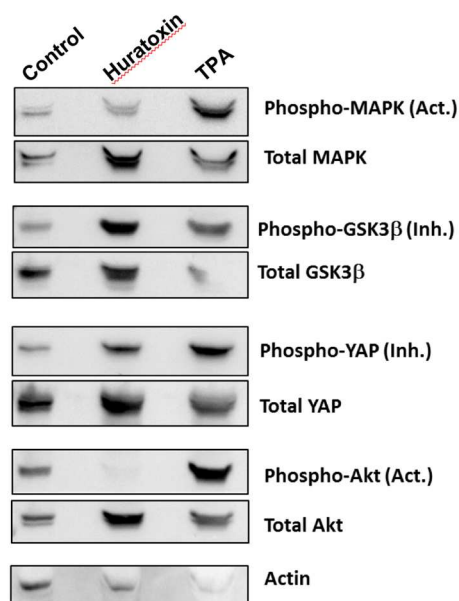 Control Huratoxin TPA
Phospho-MAPK (Act.)
Total MAPK
Phospho-GSK3β (Inh.)
Total GSK3β
Phospho-YAP (Inh.)
Total YAP
Phospho-Akt (Act.)
Total Akt
Actin